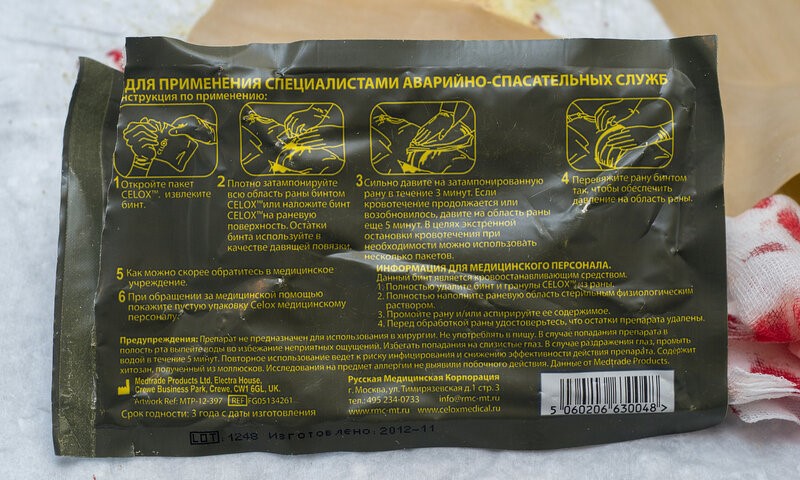 ДЛЯ ПРИМЕНЕНИЯ СПЕЦИАЛИСТАМИ АВАРИЙНО-СПАСАТЕЛЬНЫХ СЛУЖБ
нструкция по применению:
1 Откройте пакет
CELOX™, извлеките
бинт.
2 Плотно затампонируйте
всю область раны бинтом
CELOX™или наложите бинт
CELOX™на раневую
поверхность. Остатки
бинта используйте в
качестве давящей повязки.
3 Сильно давите на затампонированную
рану в течение 3 минут. Если
кровотечение продолжается или
возобновилось, давите на область раны
еще 5 минут. В целях экстренной
остановки кровотечения при
необходимости можно использовать
несколько пакетов.
4 Перевяжите рану бинтом
так, чтобы обеспечить
давление на область раны.
5 Как можно скорее обратитесь в медицинское
учреждение.
6 При обращении за медицинской помощью
покажите пустую упаковку Celox медицинскому
персоналу.
ИНФОРМАЦИЯ ДЛЯ МЕДИЦИНСКОГО ПЕРСОНАЛА.
Данный бинт является кровоостанавливающим средством.
1. Полностью удалите бинт и гранулы CELOX™ из раны.
2. Полностью наполните раневую область стерильным физиологическим
раствором.
3. Промойте рану и/или аспирируйте ее содержимое.
4. Перед обработкой раны удостоверьтесь, что остатки препарата удалены.
Предупреждения: Препарат не предназначен для использования в хирургии. Не употреблять в пищу. В случае попадания препарата в
полость рта выпейте воды во избежание неприятных ощущений. Избегать попадания на слизистые глаз. В случае раздражения глаз, промыть
водой в течение 5 минут. Повторное использование ведет к риску инфицирования и снижению эффективности действия препарата. Содержит
хитозан, полученный из моллюсков. Исследования на предмет аллергии не выявили побочного действия. Данные от Medtrade Products.
Medtrade Products Ltd, Electra House,
Crewe Business Park, Crewe, CW1 6GL, UK.
Artwork Ref: MTP-12-397 REF FG05134261
Срок годности: 3 года с даты изготовления
Русская Медицинская Корпорация
г. Москва, ул. Тимирязевская д.1 стр. 3
тел.: 495 234-0733 info@rmc-mt.ru
www.rmc-mt.ru www.celoxmedical.ru
5 060206 630048 >
LOT: 1248 Изготовлено: 2012-11